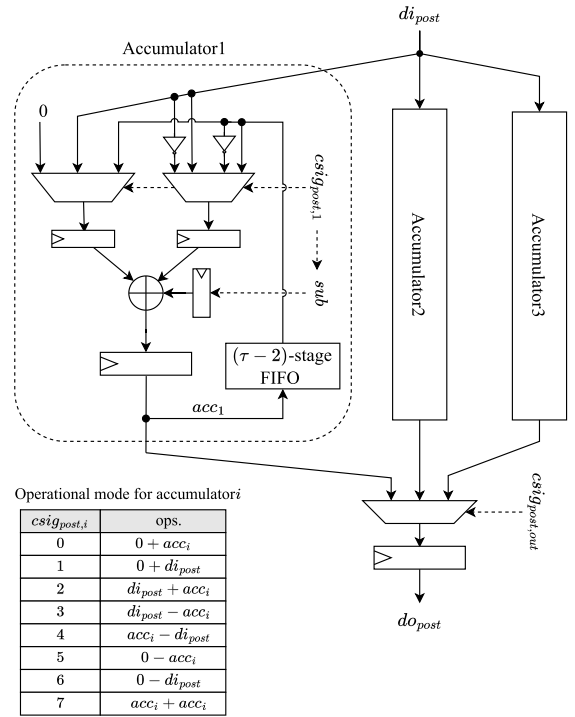 di_post
Accumulator1
0
csig_post,1
sub
Accumulator2
Accumulator3
(τ − 2)-stage
FIFO
acc_1
csig_post,out
do_post
Operational mode for accumulatori
csig_post,i ops.
0 0 + acc_i
1 0 + di_post
2 di_post + acc_i
3 di_post − acc_i
4 acc_i − di_post
5 0 − acc_i
6 0 − di_post
7 acc_i + acc_i